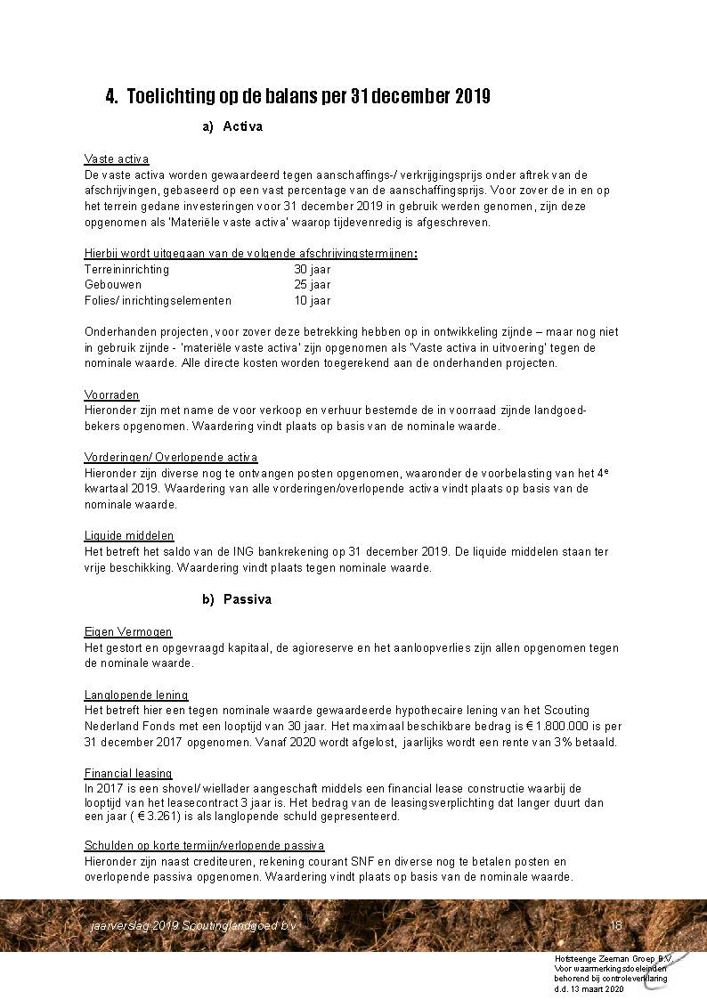 4. Toelichting op de balans per 31 december 2019
a) Activa
Vaste activa
De vaste activa worden gewaardeerd tegen aanschaffings-/ verkrijgingsprijs onder aftrek van de
afschrijvingen, gebaseerd op een vast percentage van de aanschaffingsprijs. Voor zover de in en op
het terrein gedane investeringen voor 31 december 2019 in gebruik werden genomen, zijn deze
opgenomen als 'Materiële vaste activa' waarop tijdevenredig is afgeschreven.
Hierbij wordt uitgegaan van de volgende afschrijvingstermijnen:
Terreininrichting 30 jaar
Gebouwen 25 jaar
Folies/ inrichtingselementen 10 jaar
Onderhanden projecten, voor zover deze betrekking hebben op in ontwikkeling zijnde – maar nog niet
in gebruik zijnde - 'materiële vaste activa' zijn opgenomen als 'Vaste activa in uitvoering' tegen de
nominale waarde. Alle directe kosten worden toegerekend aan de onderhanden projecten.
Voorraden
Hieronder zijn met name de voor verkoop en verhuur bestemde de in voorraad zijnde landgoed-
bekers opgenomen. Waardering vindt plaats op basis van de nominale waarde.
Vorderingen/ Overlopende activa
Hieronder zijn diverse nog te ontvangen posten opgenomen, waaronder de voorbelasting van het 4e
kwartaal 2019. Waardering van alle vorderingen/overlopende activa vindt plaats op basis van de
nominale waarde.
Liquide middelen
Het betreft het saldo van de ING bankrekening op 31 december 2019. De liquide middelen staan ter
vrije beschikking. Waardering vindt plaats tegen nominale waarde.
b) Passiva
Eigen Vermogen
Het gestort en opgevraagd kapitaal, de agioreserve en het aanloopverlies zijn allen opgenomen tegen
de nominale waarde.
Langlopende lening
Het betreft hier een tegen nominale waarde gewaardeerde hypothecaire lening van het Scouting
Nederland Fonds met een looptijd van 30 jaar. Het maximaal beschikbare bedrag is € 1.800.000 is per
31 december 2017 opgenomen. Vanaf 2020 wordt afgelost, jaarlijks wordt een rente van 3% betaald.
Financial leasing
In 2017 is een shovel/ wiellader aangeschaft middels een financial lease constructie waarbij de
looptijd van het leasecontract 3 jaar is. Het bedrag van de leasingsverplichting dat langer duurt dan
een jaar ( € 3.261) is als langlopende schuld gepresenteerd.
Schulden op korte termijn/verlopende passiva
Hieronder zijn naast crediteuren, rekening courant SNF en diverse nog te betalen posten en
overlopende passiva opgenomen. Waardering vindt plaats op basis van de nominale waarde.
jaarverslag 2019 Scoutinglandgoed b.v. 18
Hofsteenge Zeeman Groep B.V.
Voor waarmerkingsdoeleinden
behorend bij controleverklaring
d.d. 13 maart 2020